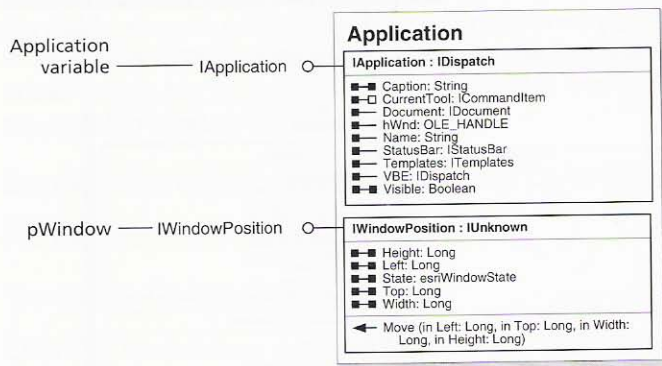 Application
Application
variable
IApplication
IApplication : IDispatch
Caption: String
CurrentTool: ICommandItem
Document: IDocument
hWnd: OLE_HANDLE
Name: String
StatusBar: IStatusBar
Templates: ITemplates
VBE: IDispatch
Visible: Boolean
pWindow
IWindowPosition
IWindowPosition : IUnknown
Height: Long
Left: Long
State: esriWindowState
Top: Long
Width: Long
Move (in Left: Long, in Top: Long, in Width:
Long, in Height: Long)